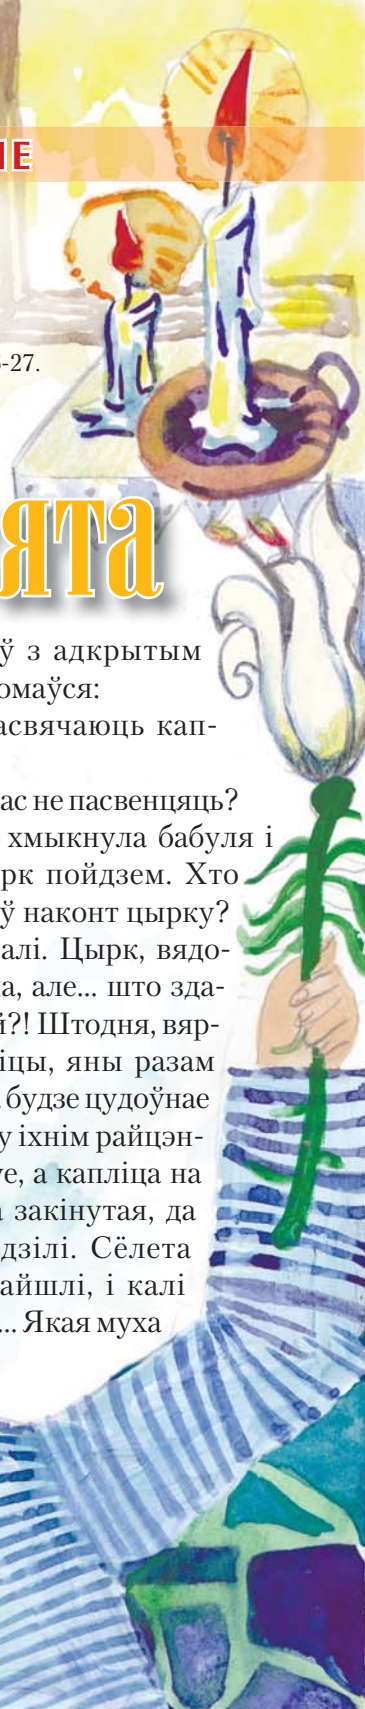 ІЕ
-27.
ЯТА
ў з адкрытым
омаўся:
асвячаюць кап-
ас не пасвенцяць?
хмыкнула бабуля і
рк пойдзем. Хто
ў наконт цырку?
алі. Цырк, вядо-
а, але... што зда-
й?! Штодня, вяр-
іцы, яны разам
будзе цудоўнае
у іхнім райцэн-
уе, а капліца на
закінутая, да
дзілі. Сёлета
айшлі, і калі
... Якая муха